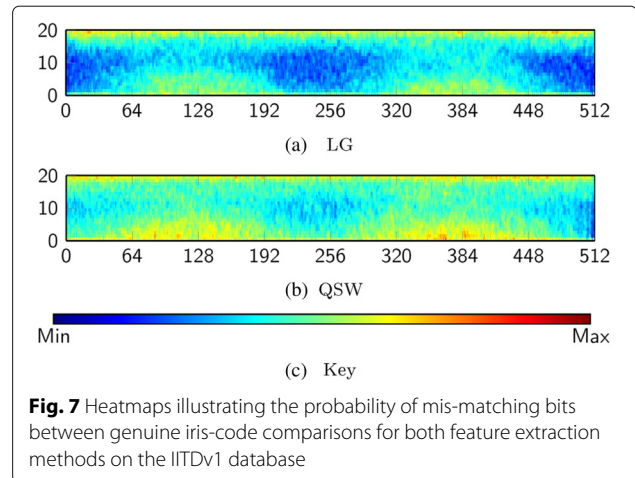 20
10
0
0 64 128 192 256 320 384 448 512
(a) LG
20
10
0
0 64 128 192 256 320 384 448 512
(b) QSW
Min Max
(c) Key
Fig. 7 Heatmaps illustrating the probability of mis-matching bits
between genuine iris-code comparisons for both feature extraction
methods on the IITDv1 database